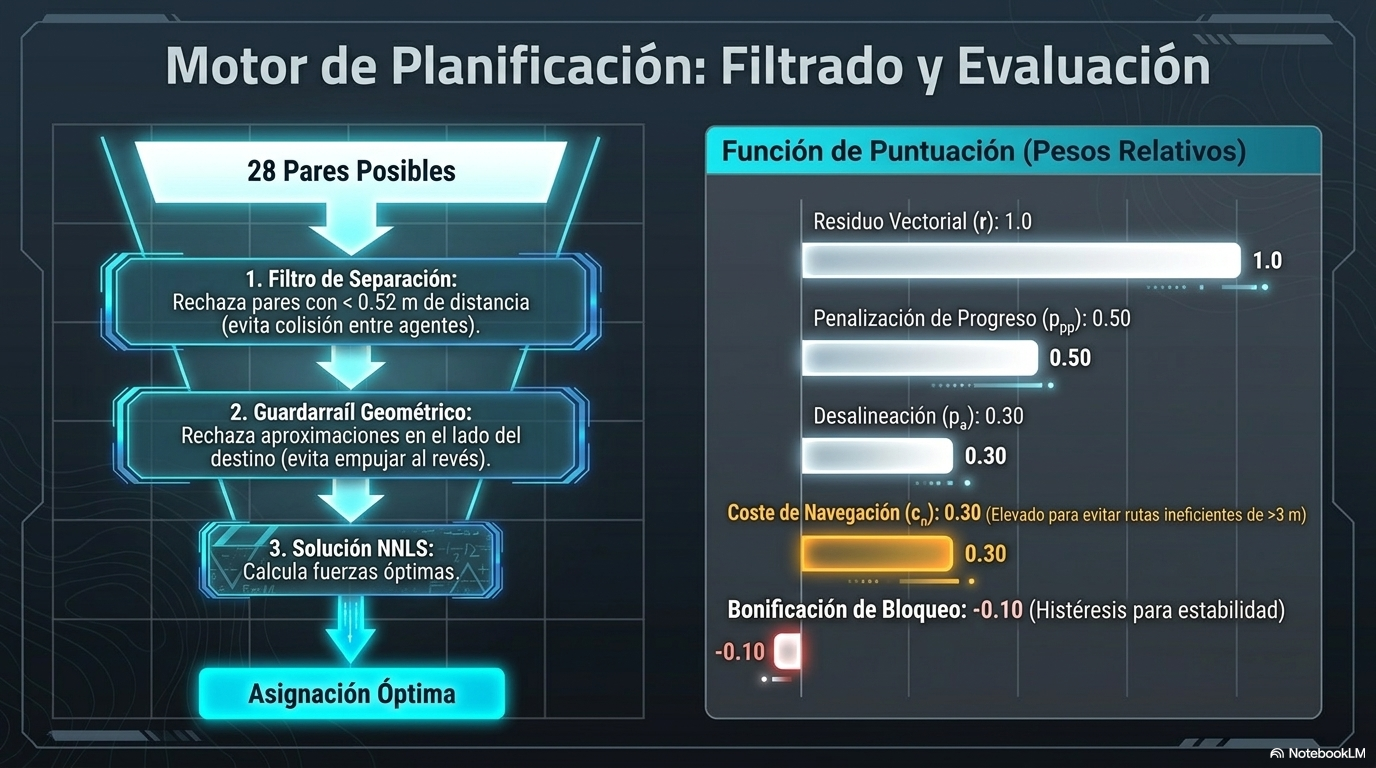 Motor de Planificación: Filtrado y Evaluación
28 Pares Posibles
1. Filtro de Separación:
Rechaza pares con < 0.52 m de distancia
(evita colisión entre agentes).
2. Guardarraíl Geométrico:
Rechaza aproximaciones en el lado del
destino (evita empujar al revés).
3. Solución NNLS:
Calcula fuerzas óptimas.
Asignación Óptima
Función de Puntuación (Pesos Relativos)
Residuo Vectorial (r): 1.0
1.0
Penalización de Progreso (p_pp): 0.50
0.50
Desalineación (p_a): 0.30
0.30
Coste de Navegación (c_n): 0.30 (Elevado para evitar rutas ineficientes de >3 m)
0.30
Bonificación de Bloqueo: -0.10 (Histéresis para estabilidad)
-0.10
NotebookLM